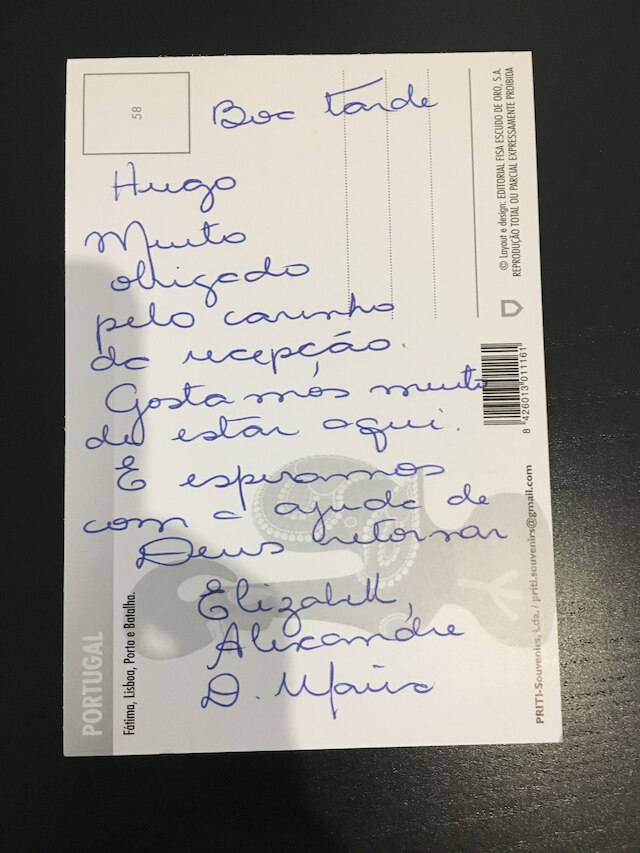 58
Boa tarde
Hugo
Muito
obrigado
pelo carinho
da recepção.
Gostamos muito
de estar aqui.
E esperamos
com a ajuda de
Deus retornar
Elizabeth,
Alexandre
D. Maria
© Layout e design: EDITORIAL FISA ESCUDO DE ORO, S.A.
REPRODUÇÃO TOTAL OU PARCIAL EXPRESSAMENTE PROIBIDA
8 426013 011161
PRITI-Souvenirs, Lda. / priti.souvenirs@gmail.com
PORTUGAL
Fátima, Lisboa, Porto e Batalha.